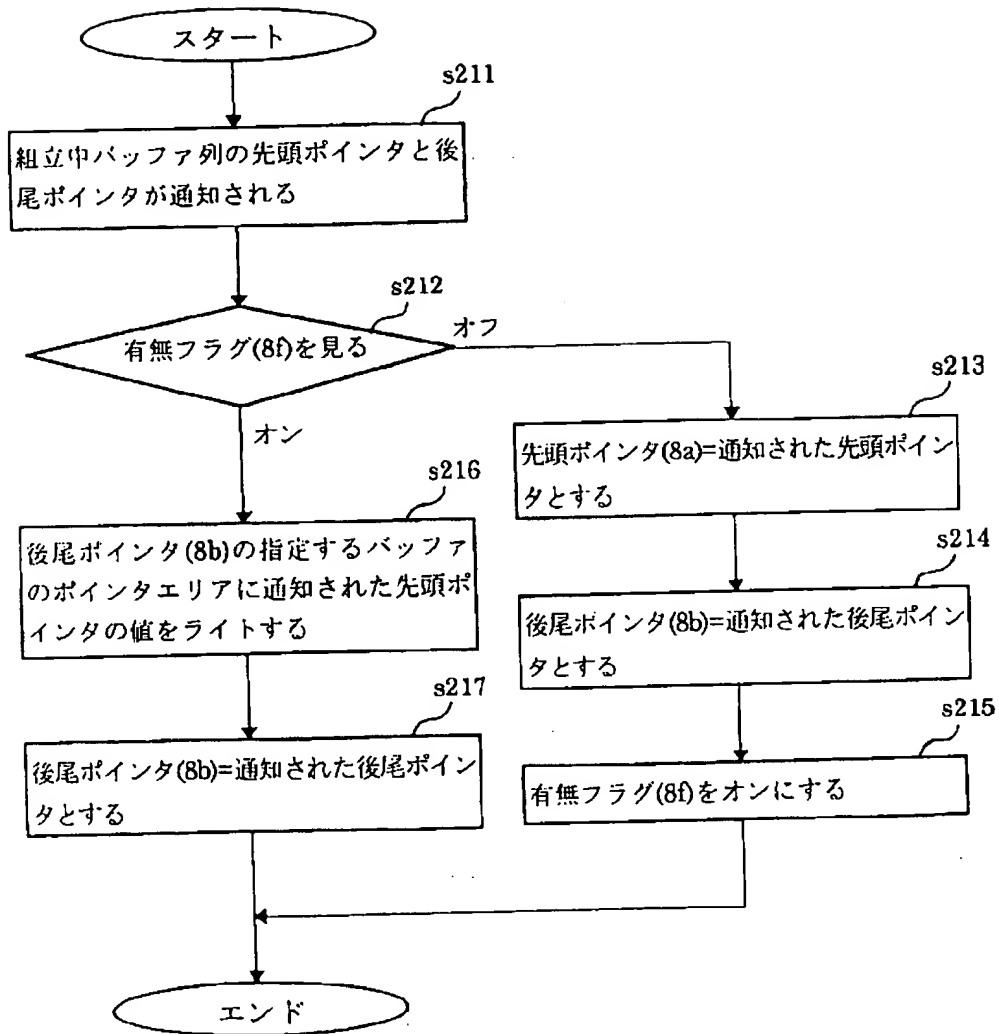 スタート
s211
組立中バッファ列の先頭ポインタと後
尾ポインタが通知される
s212
有無フラグ(8f)を見る
オフ
オン
s213
先頭ポインタ(8a)=通知された先頭ポイン
タとする
s214
後尾ポインタ(8b)=通知された後尾ポイン
タとする
s215
有無フラグ(8f)をオンにする
s216
後尾ポインタ(8b)の指定するバッファ
のポインタエリアに通知された先頭ポ
インタの値をライトする
s217
後尾ポインタ(8b)=通知された後尾ポイン
タとする
エンド